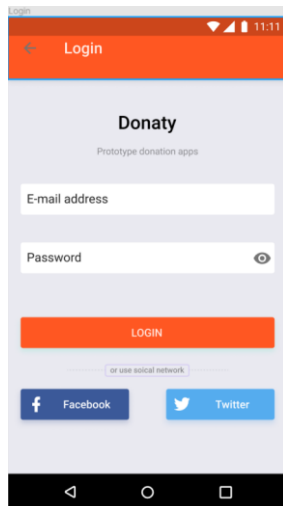 Login
11:11
Login
Donaty
Prototype donation apps
E-mail address
Password
LOGIN
or use soical network
Facebook
Twitter